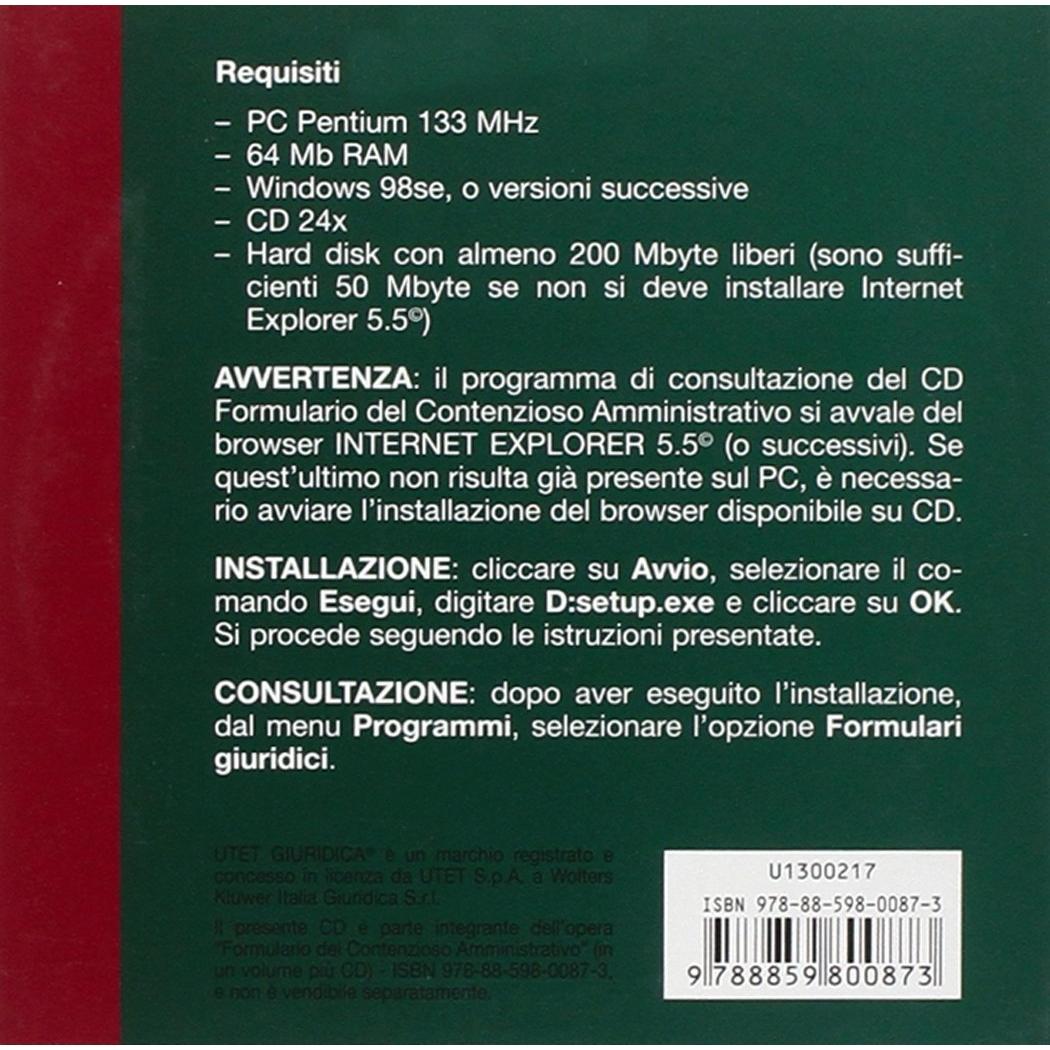 Requisiti
– PC Pentium 133 MHz
– 64 Mb RAM
– Windows 98se, o versioni successive
– CD 24x
– Hard disk con almeno 200 Mbyte liberi (sono suffi-
cienti 50 Mbyte se non si deve installare Internet
Explorer 5.5©)
AVVERTENZA: il programma di consultazione del CD
Formulario del Contenzioso Amministrativo si avvale del
browser INTERNET EXPLORER 5.5© (o successivi). Se
quest'ultimo non risulta già presente sul PC, è necessa-
rio avviare l'installazione del browser disponibile su CD.
INSTALLAZIONE: cliccare su Avvio, selezionare il co-
mando Esegui, digitare D:setup.exe e cliccare su OK.
Si procede seguendo le istruzioni presentate.
CONSULTAZIONE: dopo aver eseguito l'installazione,
dal menu Programmi, selezionare l'opzione Formulari
giuridici.
UTET GIURIDICA® è un marchio registrato e
concesso in licenza da UTET S.p.A. a Wolters
Kluwer Italia Giuridica S.r.l.
Il presente CD è parte integrante dell'opera
"Formulario del Contenzioso Amministrativo" (in
un volume più CD) - ISBN 978-88-598-0087-3,
e non è vendibile separatamente.
U1300217
ISBN 978-88-598-0087-3
9788859800873